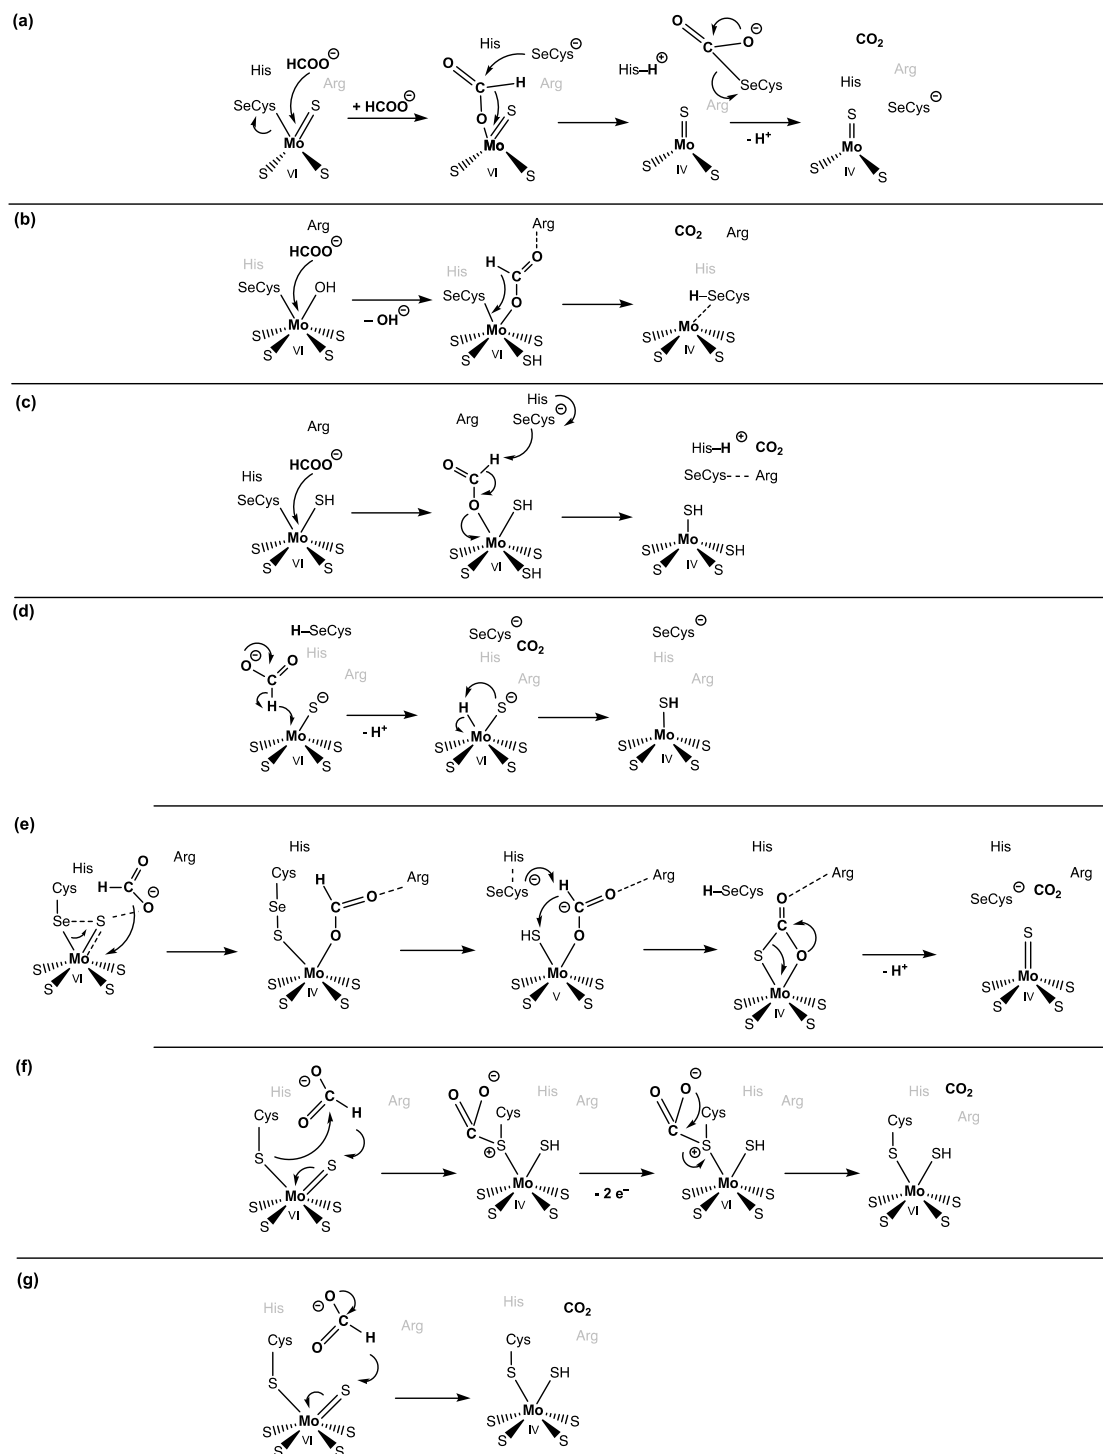 (a)
His HCOO⊖
Arg
SeCys S
Mo
VI
S S
+ HCOO⊖
His SeCys⊖
O C H Arg
O S
Mo
VI
S S
His–H⊕
O O⊖
C
SeCys
Arg
S
Mo
IV
S S
- H⁺
CO₂
His Arg
SeCys⊖
S
Mo
IV
S S
(b)
Arg
HCOO⊖
His
SeCys OH
Mo
S S
S VI S
– OH⊖
Arg
H O
C
His
SeCys O
Mo
S S
S VI SH
CO₂ Arg
His
H–SeCys
Mo
S S
S IV S
(c)
Arg
HCOO⊖
His
SeCys SH
Mo
S S
S VI S
His
Arg SeCys⊖
H
O C
O SH
Mo
S S
S VI SH
His–H⊕ CO₂
SeCys --- Arg
SH
Mo
S SH
S IV S
(d)
H–SeCys
⊖
O O His
C Arg
H S⊖
Mo
S S
S VI S
- H⁺
SeCys⊖
CO₂
His
Arg
H S⊖
Mo
S S
S VI S
SeCys⊖
His
Arg
SH
Mo
S S
S IV S
(e)
His O Arg
Cys H C ⊖
O
Se S
Mo
S VI S
S S
His
Cys H Arg
O
Se C
S O
Mo
S IV S
S S
His
SeCys⊖ H Arg
O
C
⊖
HS O
Mo
S V S
S S
His
H–SeCys Arg
O
C
S O
Mo
S IV S
S S
- H⁺
His
Arg
SeCys⊖ CO₂
S
Mo
S S
S IV S
(f)
His ⊖ O
C
O H Arg
Cys
S S
Mo
S S
S VI S
O O⊖ His
Cys Arg
C
S SH
⊕
Mo
S IV S
S S
- 2 e⁻
O O⊖ His
Cys Arg
C
S SH
⊕
Mo
S VI S
S S
His CO₂
Cys Arg
S SH
Mo
S VI S
S S
(g)
His ⊖ O
C
O H Arg
Cys
S S
Mo
S S
S VI S
His CO₂
Cys Arg
S SH
Mo
S IV S
S S